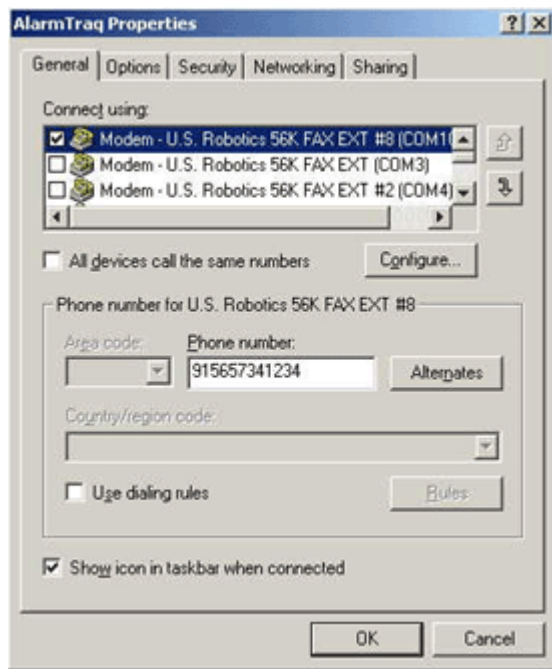 AlarmTraq Properties
General Options Security Networking Sharing
Connect using:
Modem - U.S. Robotics 56K FAX EXT #8 (COM10
Modem - U.S. Robotics 56K FAX EXT (COM3)
Modem - U.S. Robotics 56K FAX EXT #2 (COM4)
All devices call the same numbers Configure...
Phone number for U.S. Robotics 56K FAX EXT #8
Area code: Phone number:
915657341234 Alternates
Country/region code:
Use dialing rules Rules
Show icon in taskbar when connected
OK Cancel